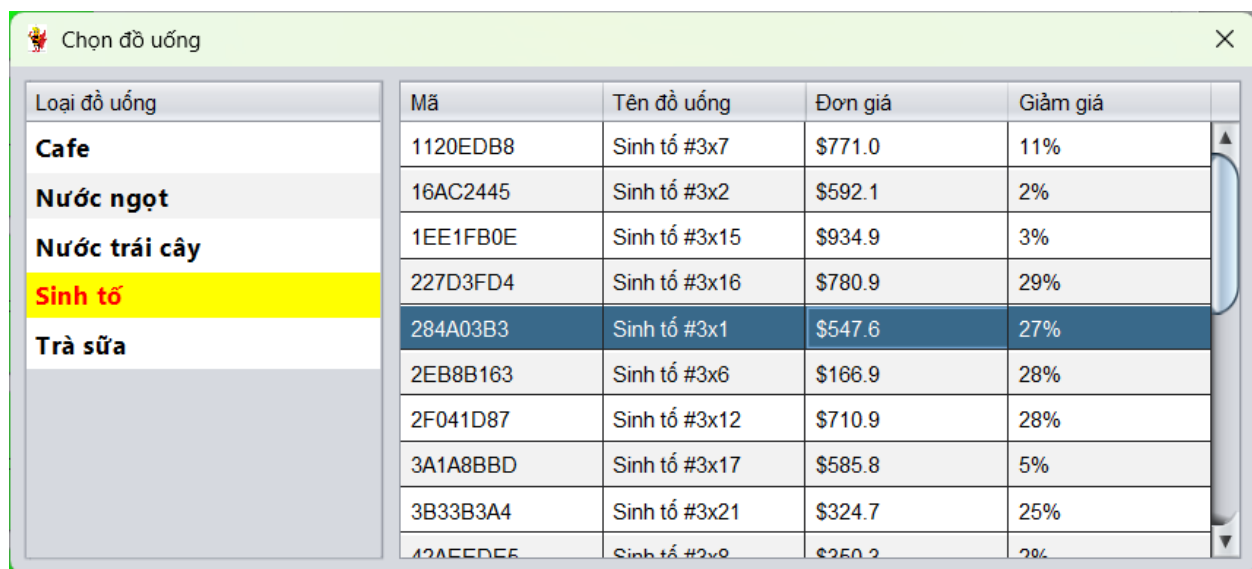 Chọn đồ uống
Loại đồ uống
Cafe
Nước ngọt
Nước trái cây
Sinh tố
Trà sữa
Mã Tên đồ uống Đơn giá Giảm giá
1120EDB8 Sinh tố #3x7 $771.0 11%
16AC2445 Sinh tố #3x2 $592.1 2%
1EE1FB0E Sinh tố #3x15 $934.9 3%
227D3FD4 Sinh tố #3x16 $780.9 29%
284A03B3 Sinh tố #3x1 $547.6 27%
2EB8B163 Sinh tố #3x6 $166.9 28%
2F041D87 Sinh tố #3x12 $710.9 28%
3A1A8BBD Sinh tố #3x17 $585.8 5%
3B33B3A4 Sinh tố #3x21 $324.7 25%
Sinh tố